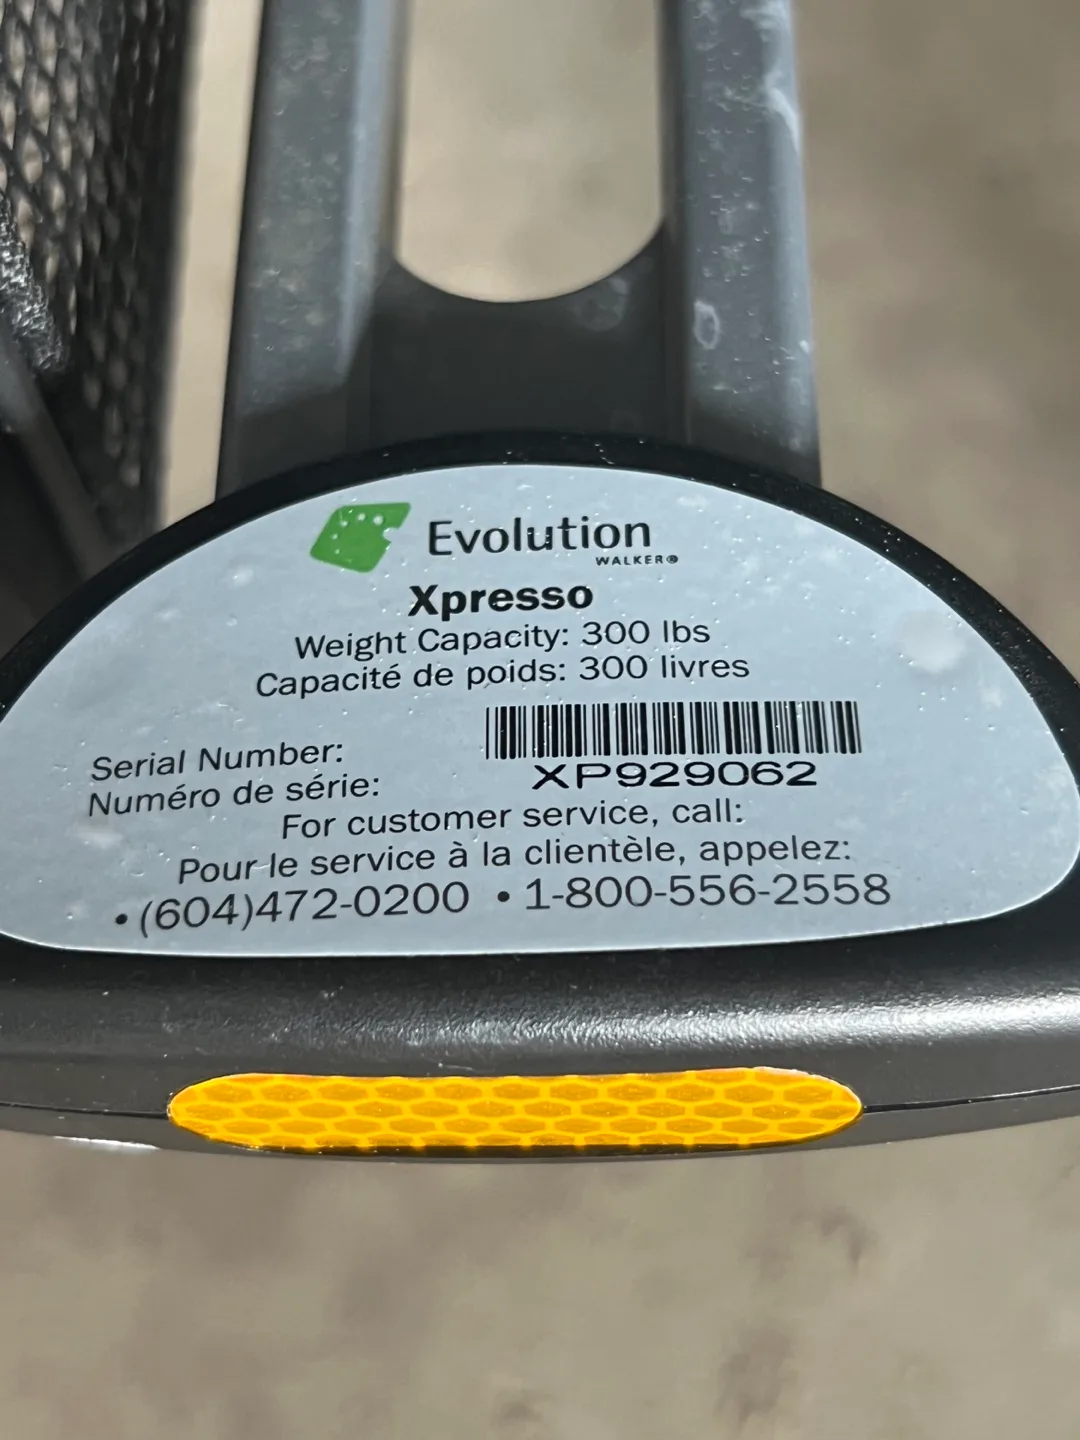 Evolution
WALKER®
Xpresso
Weight Capacity: 300 lbs
Capacité de poids: 300 livres
Serial Number:
Numéro de série:
XP929062
For customer service, call:
Pour le service à la clientèle, appelez:
• (604)472-0200 • 1-800-556-2558